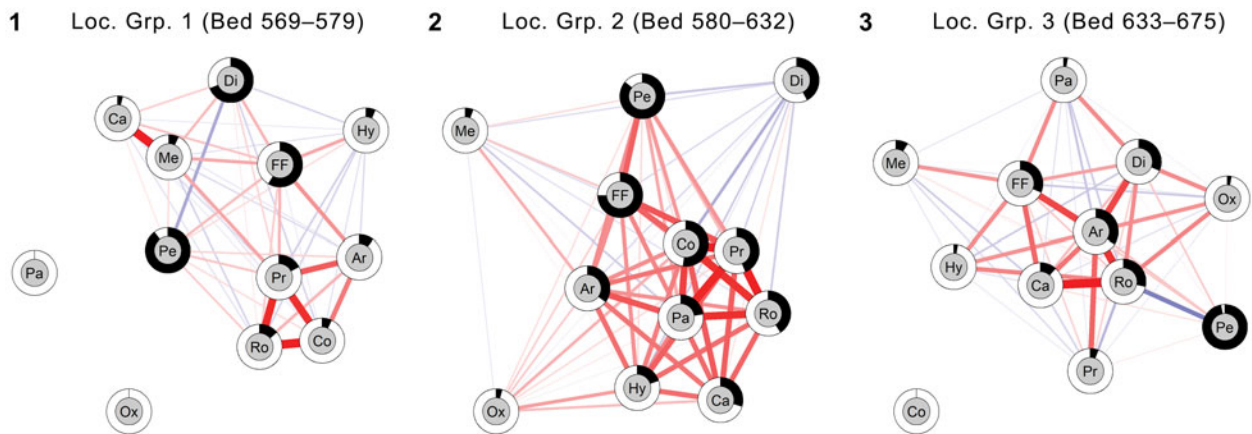 1 Loc. Grp. 1 (Bed 569–579)
Di
Ca
Hy
Me
FF
Pe
Ar
Pa
Pr
Ro
Co
Ox
2 Loc. Grp. 2 (Bed 580–632)
Di
Pe
Me
FF
Co
Pr
Ar
Pa
Ro
Hy
Ca
Ox
3 Loc. Grp. 3 (Bed 633–675)
Pa
Me
Di
FF
Ox
Ar
Hy
Ca
Ro
Pe
Pr
Co